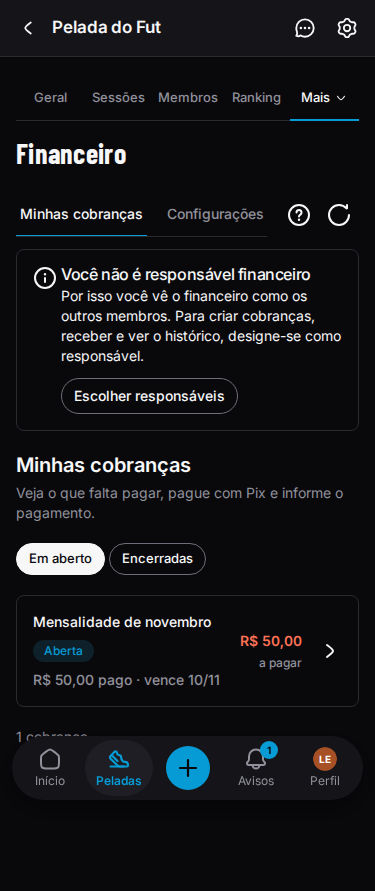 Pelada do Fut
Geral Sessões Membros Ranking Mais
Financeiro
Minhas cobranças Configurações
Você não é responsável financeiro
Por isso você vê o financeiro como os
outros membros. Para criar cobranças,
receber e ver o histórico, designe-se como
responsável.
Escolher responsáveis
Minhas cobranças
Veja o que falta pagar, pague com Pix e informe o
pagamento.
Em aberto Encerradas
Mensalidade de novembro
Aberta
R$ 50,00 pago · vence 10/11
R$ 50,00
a pagar
1 cobrança
1
LE
Início Peladas Avisos Perfil